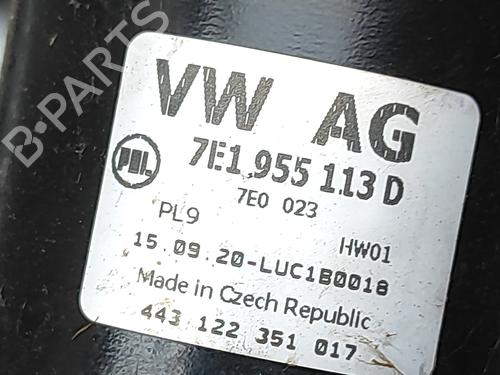 B-PARTS
VW AG
PAL 7E1.955 113 D
7E0 023
PL9 HW01
15.09.20-LUC1B0018
Made in Czech Republic
443 122 351 017